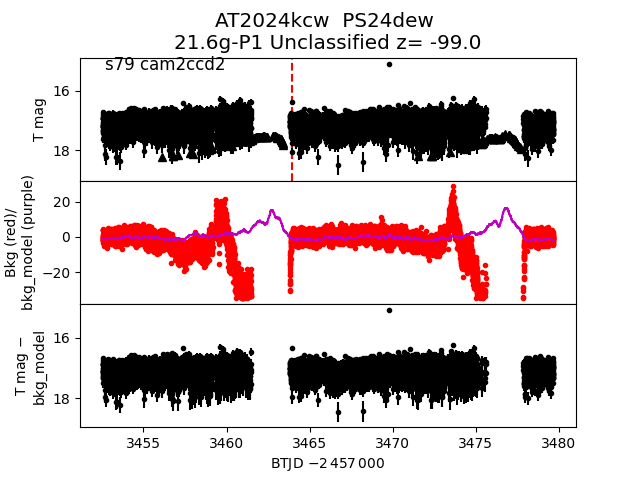 AT2024kcw  PS24dew
21.6g-P1 Unclassified z= -99.0
s79 cam2ccd2
T mag
16
18
Bkg (red)/
bkg_model (purple)
20
0
−20
T mag −
bkg_model
16
18
3455 3460 3465 3470 3475 3480
BTJD −2 457 000